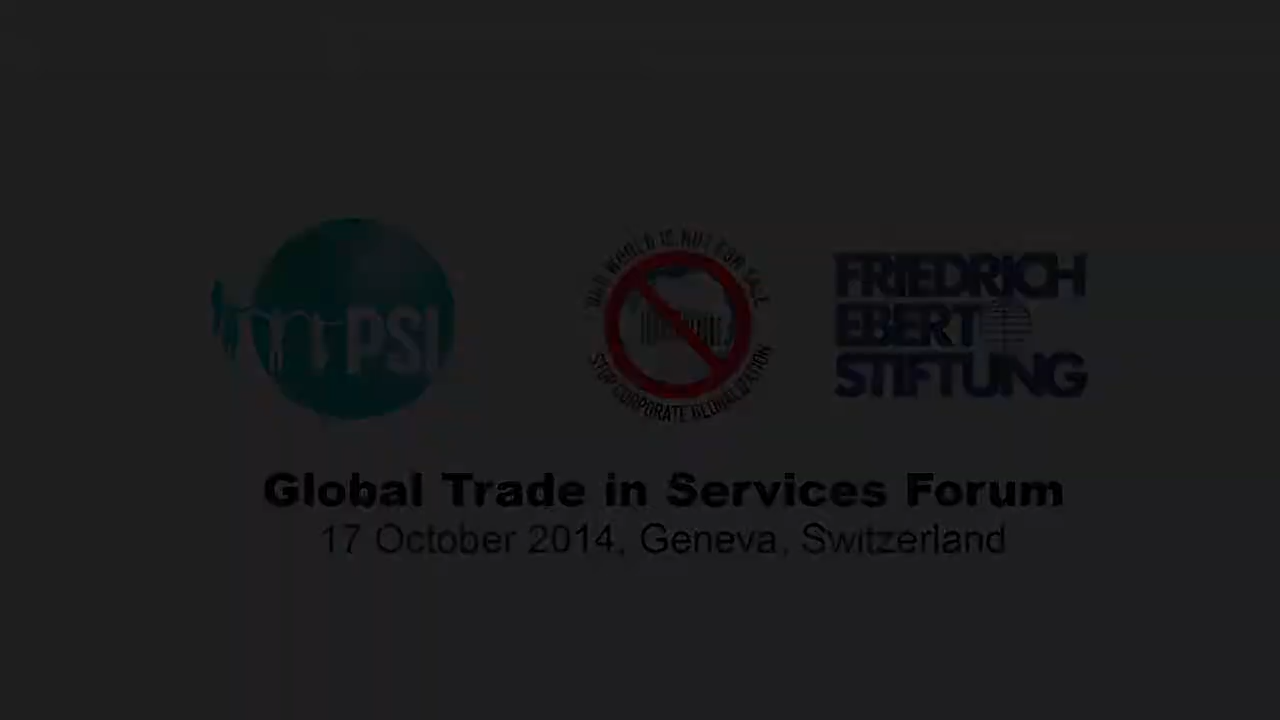 PSI
OUR WORLD IS NOT FOR SALE
STOP CORPORATE GLOBALIZATION
FRIEDRICH
EBERT
STIFTUNG
Global Trade in Services Forum
17 October 2014, Geneva, Switzerland